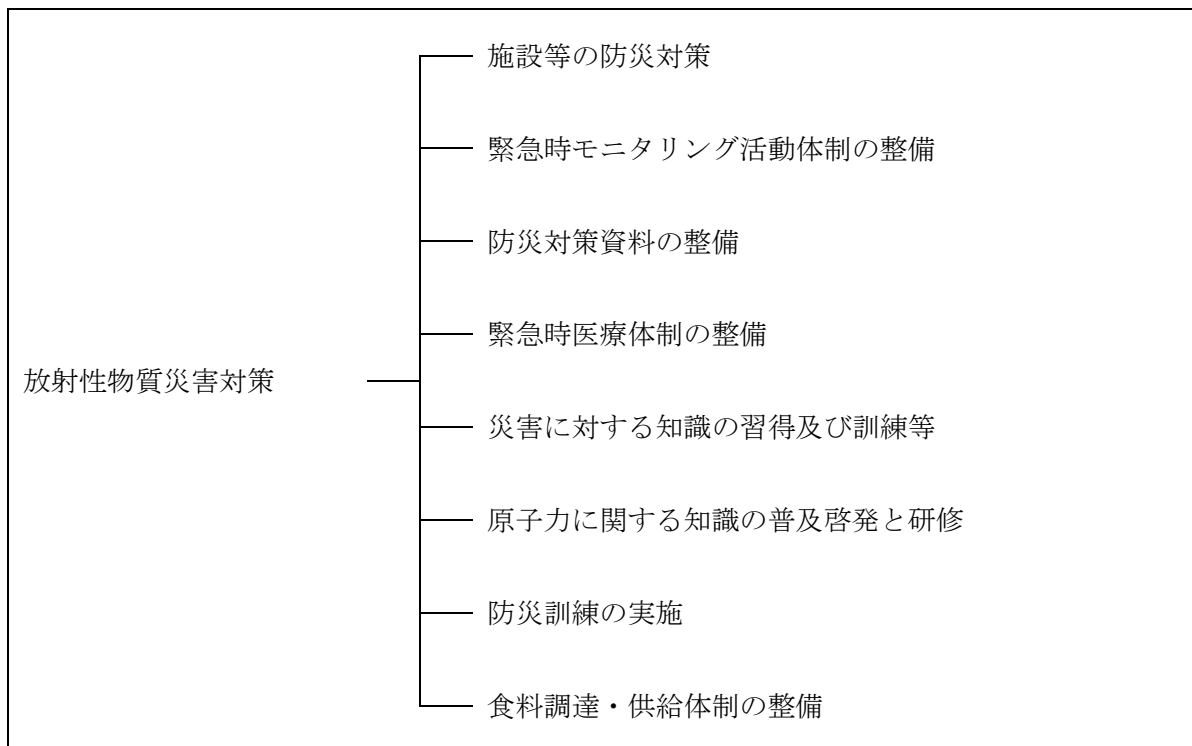 放射性物質災害対策
施設等の防災対策
緊急時モニタリング活動体制の整備
防災対策資料の整備
緊急時医療体制の整備
災害に対する知識の習得及び訓練等
原子力に関する知識の普及啓発と研修
防災訓練の実施
食料調達・供給体制の整備